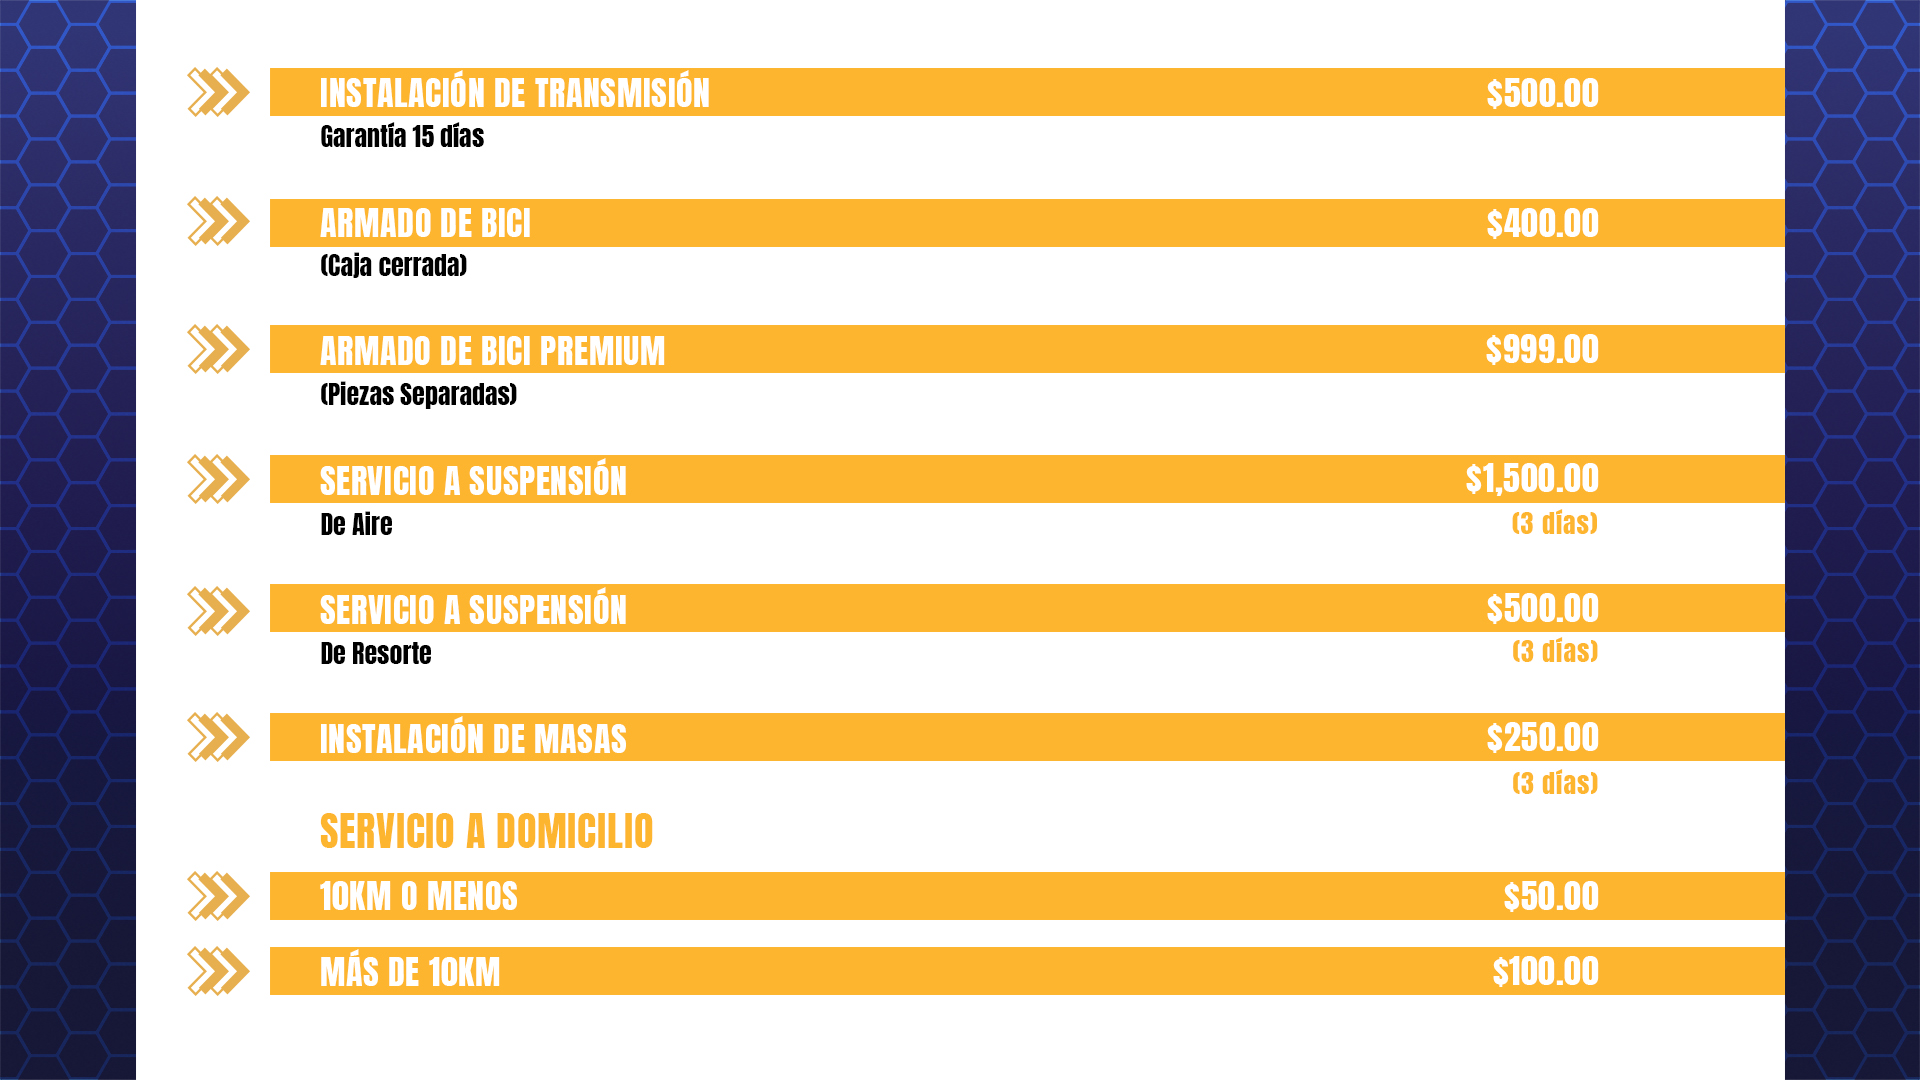 INSTALACIÓN DE TRANSMISIÓN $500.00
Garantía 15 días
ARMADO DE BICI $400.00
(Caja cerrada)
ARMADO DE BICI PREMIUM $999.00
(Piezas Separadas)
SERVICIO A SUSPENSIÓN $1,500.00
De Aire (3 días)
SERVICIO A SUSPENSIÓN $500.00
De Resorte (3 días)
INSTALACIÓN DE MASAS $250.00
(3 días)
SERVICIO A DOMICILIO
10KM O MENOS $50.00
MÁS DE 10KM $100.00